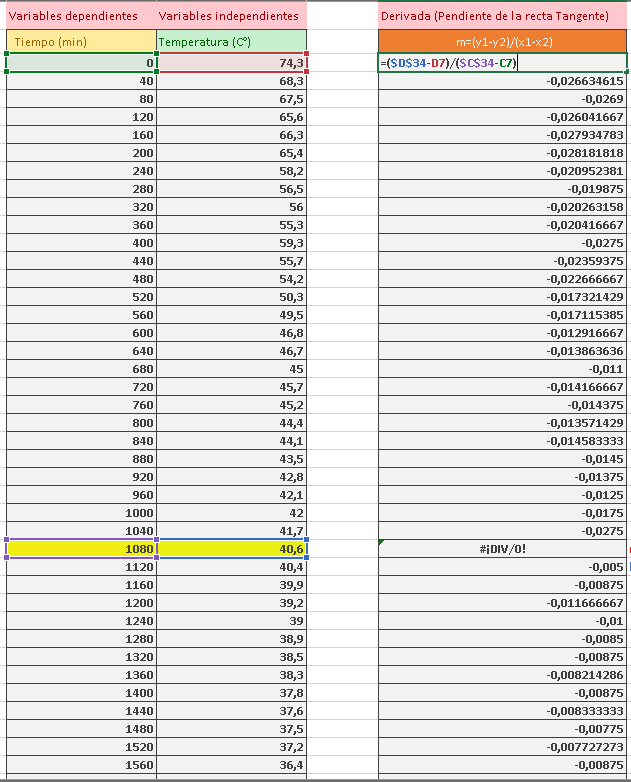 Variables dependientes Variables independientes Derivada (Pendiente de la recta Tangente)
Tiempo (min) Temperatura (C°) m=(y1-y2)/(x1-x2)
0 74,3 =($D$34-D7)/($C$34-C7)
40 68,3 -0,026634615
80 67,5 -0,0269
120 65,6 -0,026041667
160 66,3 -0,027934783
200 65,4 -0,028181818
240 58,2 -0,020952381
280 56,5 -0,019875
320 56 -0,020263158
360 55,3 -0,020416667
400 59,3 -0,0275
440 55,7 -0,02359375
480 54,2 -0,022666667
520 50,3 -0,017321429
560 49,5 -0,017115385
600 46,8 -0,012916667
640 46,7 -0,013863636
680 45 -0,011
720 45,7 -0,014166667
760 45,2 -0,014375
800 44,4 -0,013571429
840 44,1 -0,014583333
880 43,5 -0,0145
920 42,8 -0,01375
960 42,1 -0,0125
1000 42 -0,0175
1040 41,7 -0,0275
1080 40,6 #¡DIV/0!
1120 40,4 -0,005
1160 39,9 -0,00875
1200 39,2 -0,011666667
1240 39 -0,01
1280 38,9 -0,0085
1320 38,5 -0,00875
1360 38,3 -0,008214286
1400 37,8 -0,00875
1440 37,6 -0,008333333
1480 37,5 -0,00775
1520 37,2 -0,007727273
1560 36,4 -0,00875